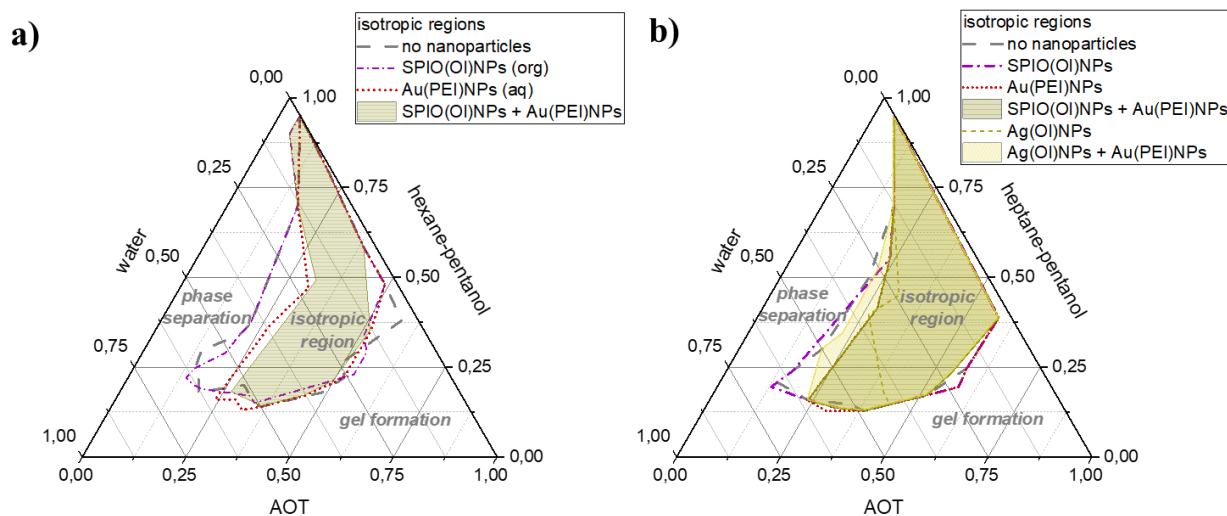 a)
isotropic regions
no nanoparticles
SPIO(Ol)NPs (org)
Au(PEI)NPs (aq)
SPIO(Ol)NPs + Au(PEI)NPs
0,00
1,00
0,25
0,75
water
hexane-pentanol
0,50
0,50
phase
separation
isotropic
region
0,75
0,25
gel formation
1,00
0,00
0,00
0,25
0,50
0,75
1,00
AOT
b)
isotropic regions
no nanoparticles
SPIO(Ol)NPs
Au(PEI)NPs
SPIO(Ol)NPs + Au(PEI)NPs
Ag(Ol)NPs
Ag(Ol)NPs + Au(PEI)NPs
0,00
1,00
0,25
0,75
water
heptane-pentanol
0,50
0,50
phase
separation
isotropic
region
0,75
0,25
gel formation
1,00
0,00
0,00
0,25
0,50
0,75
1,00
AOT